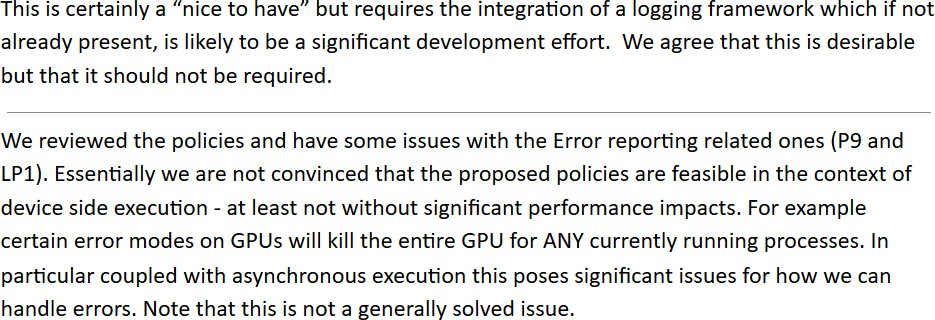 This is certainly a “nice to have” but requires the integration of a logging framework which if not
already present, is likely to be a significant development effort.  We agree that this is desirable
but that it should not be required.
We reviewed the policies and have some issues with the Error reporting related ones (P9 and
LP1). Essentially we are not convinced that the proposed policies are feasible in the context of
device side execution - at least not without significant performance impacts. For example
certain error modes on GPUs will kill the entire GPU for ANY currently running processes. In
particular coupled with asynchronous execution this poses significant issues for how we can
handle errors. Note that this is not a generally solved issue.